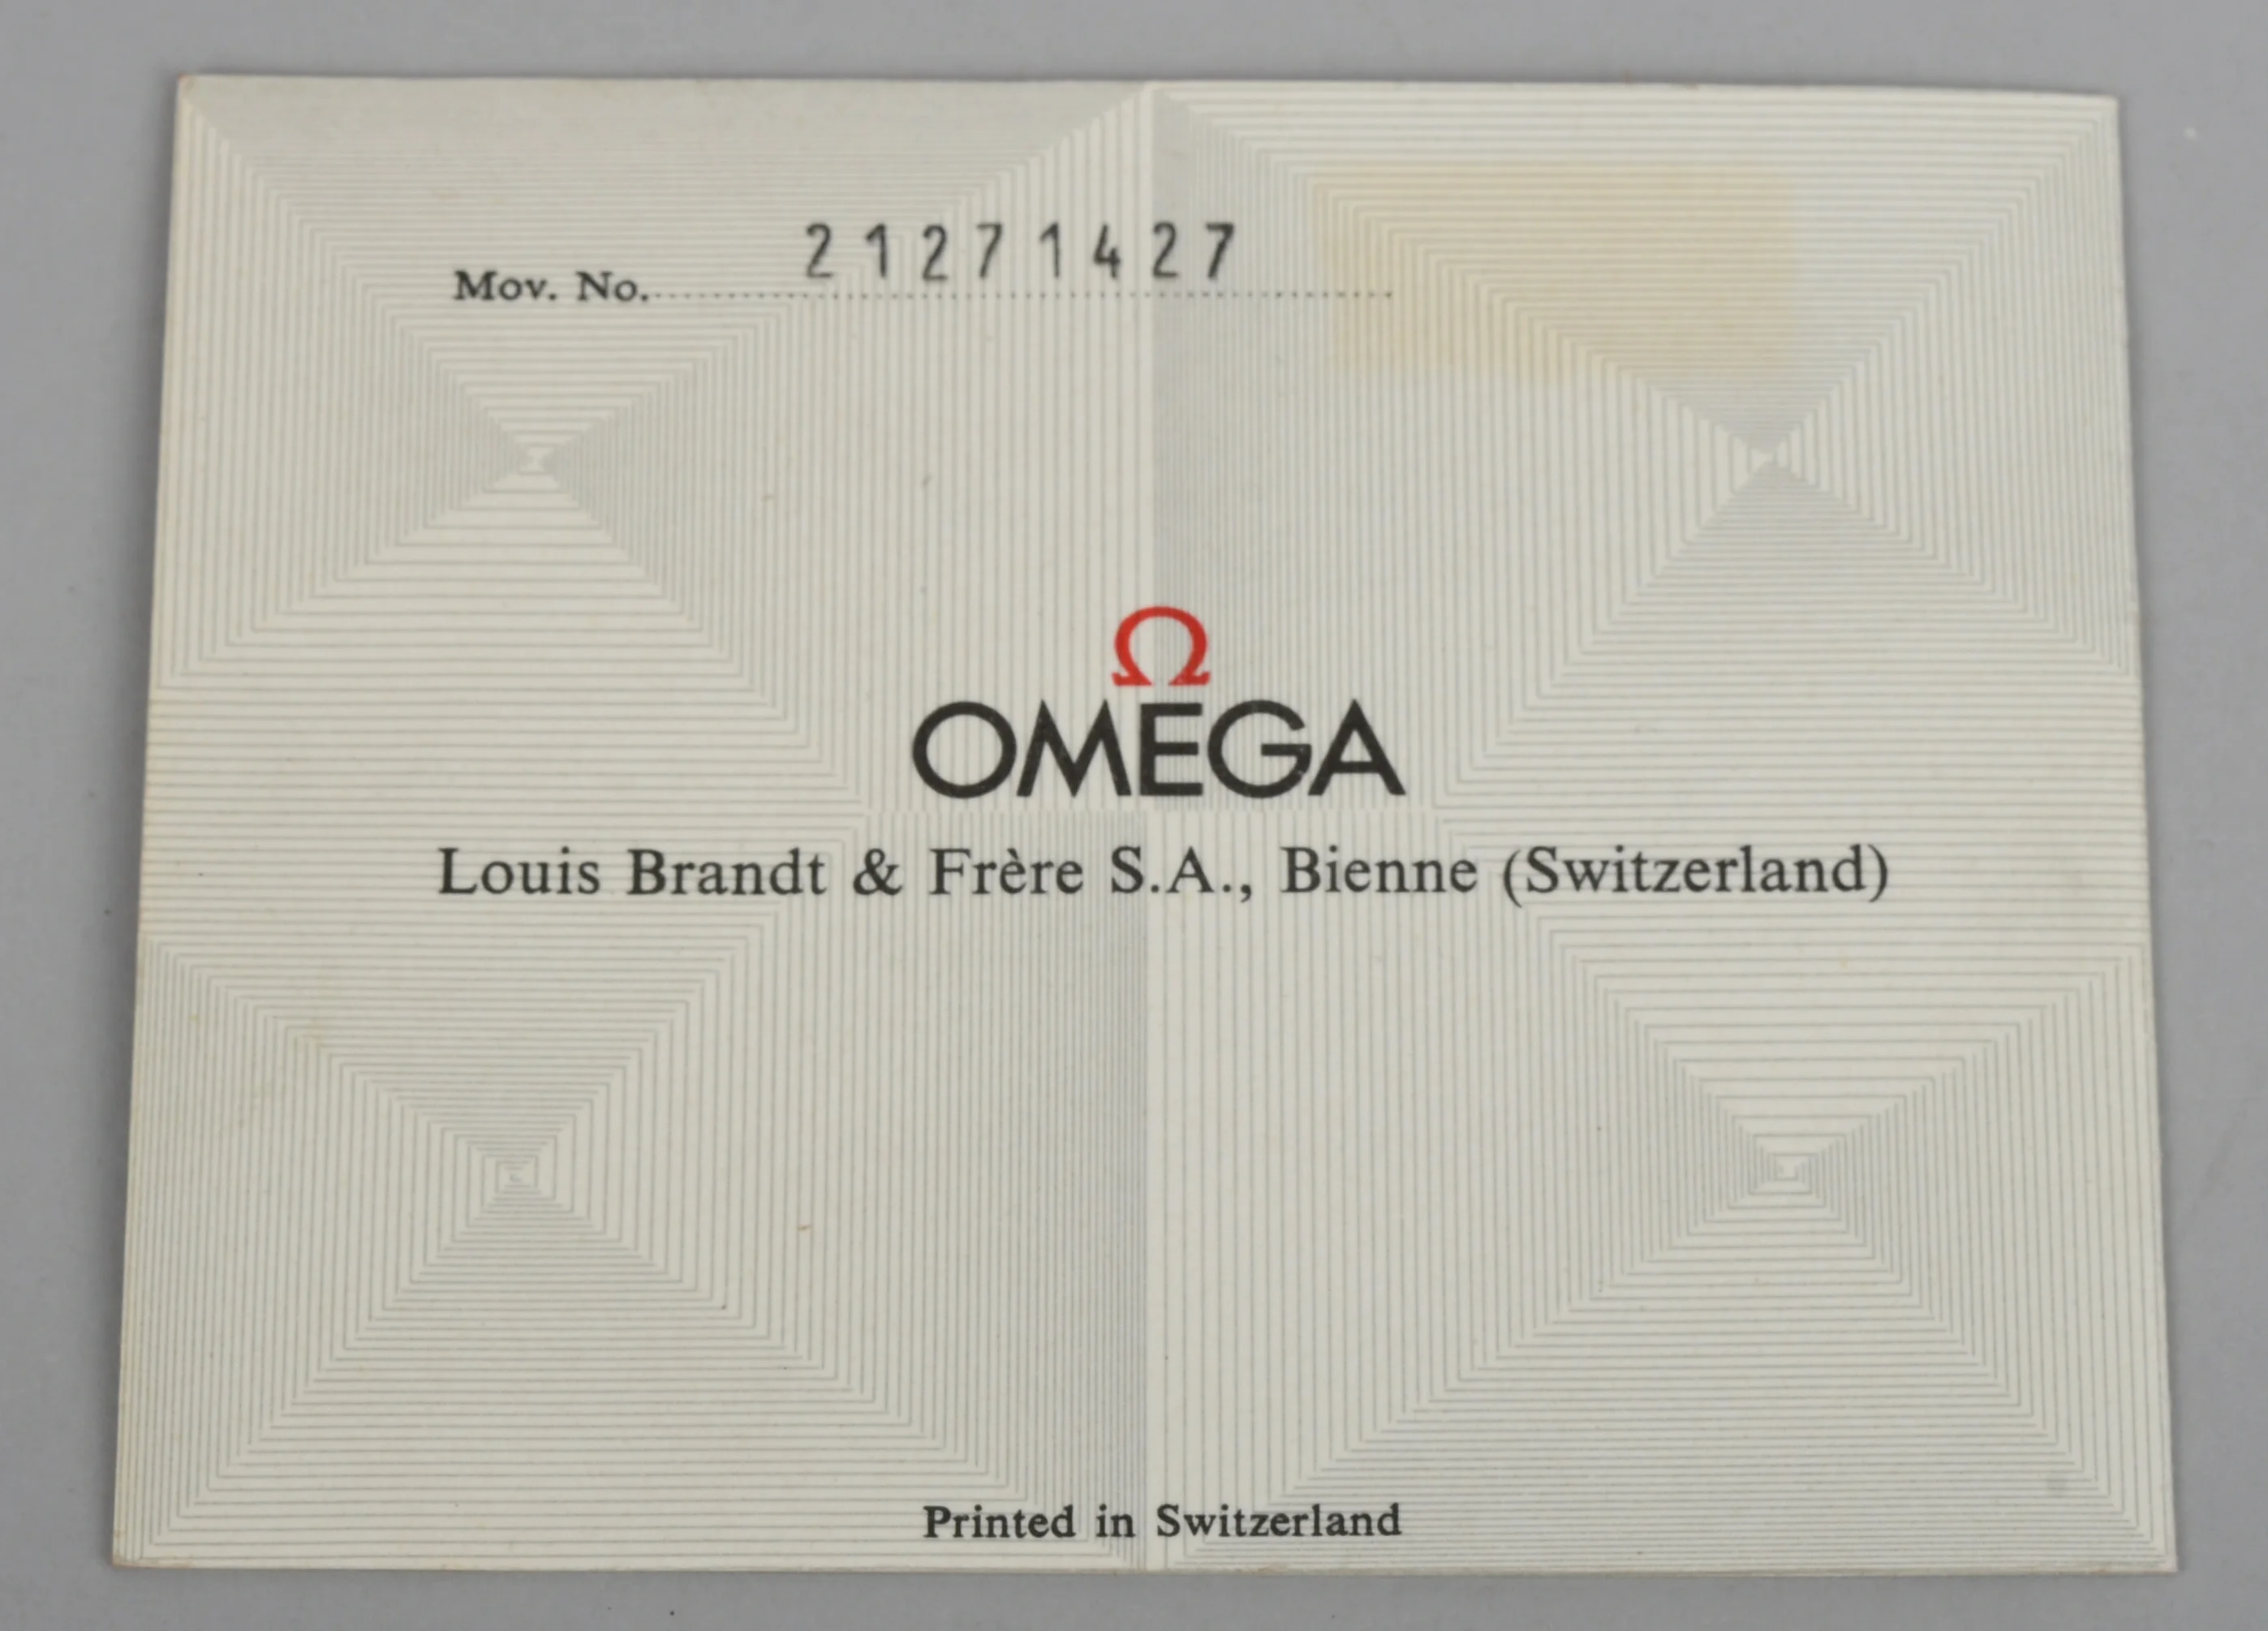 Mov. No. 21271427
Ω
OMEGA
Louis Brandt & Frère S.A., Bienne (Switzerland)
Printed in Switzerland